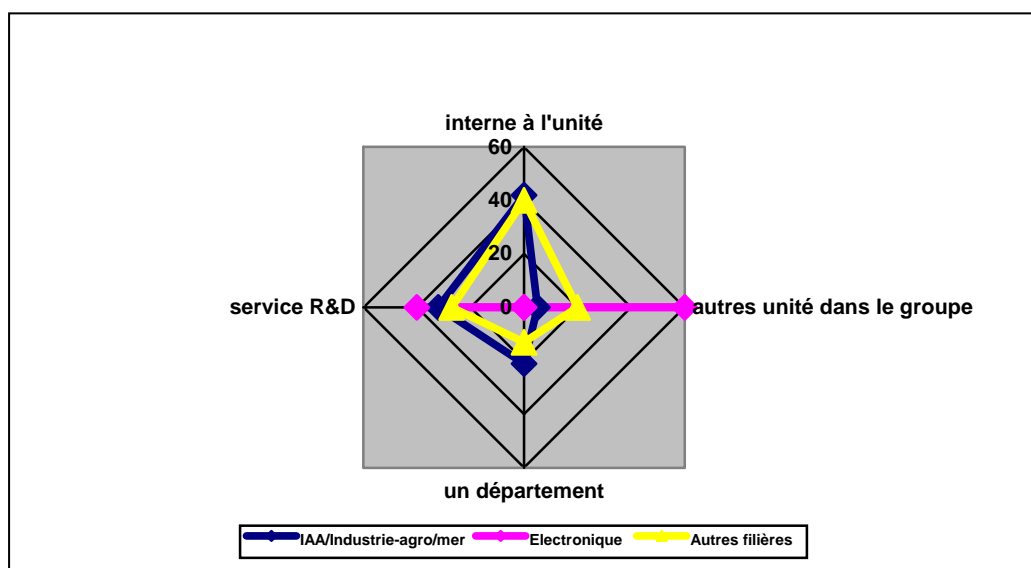 interne à l'unité
60
40
20
service R&D
0
autres unité dans le groupe
un département
IAA/Industrie-agro/mer Electronique Autres filières